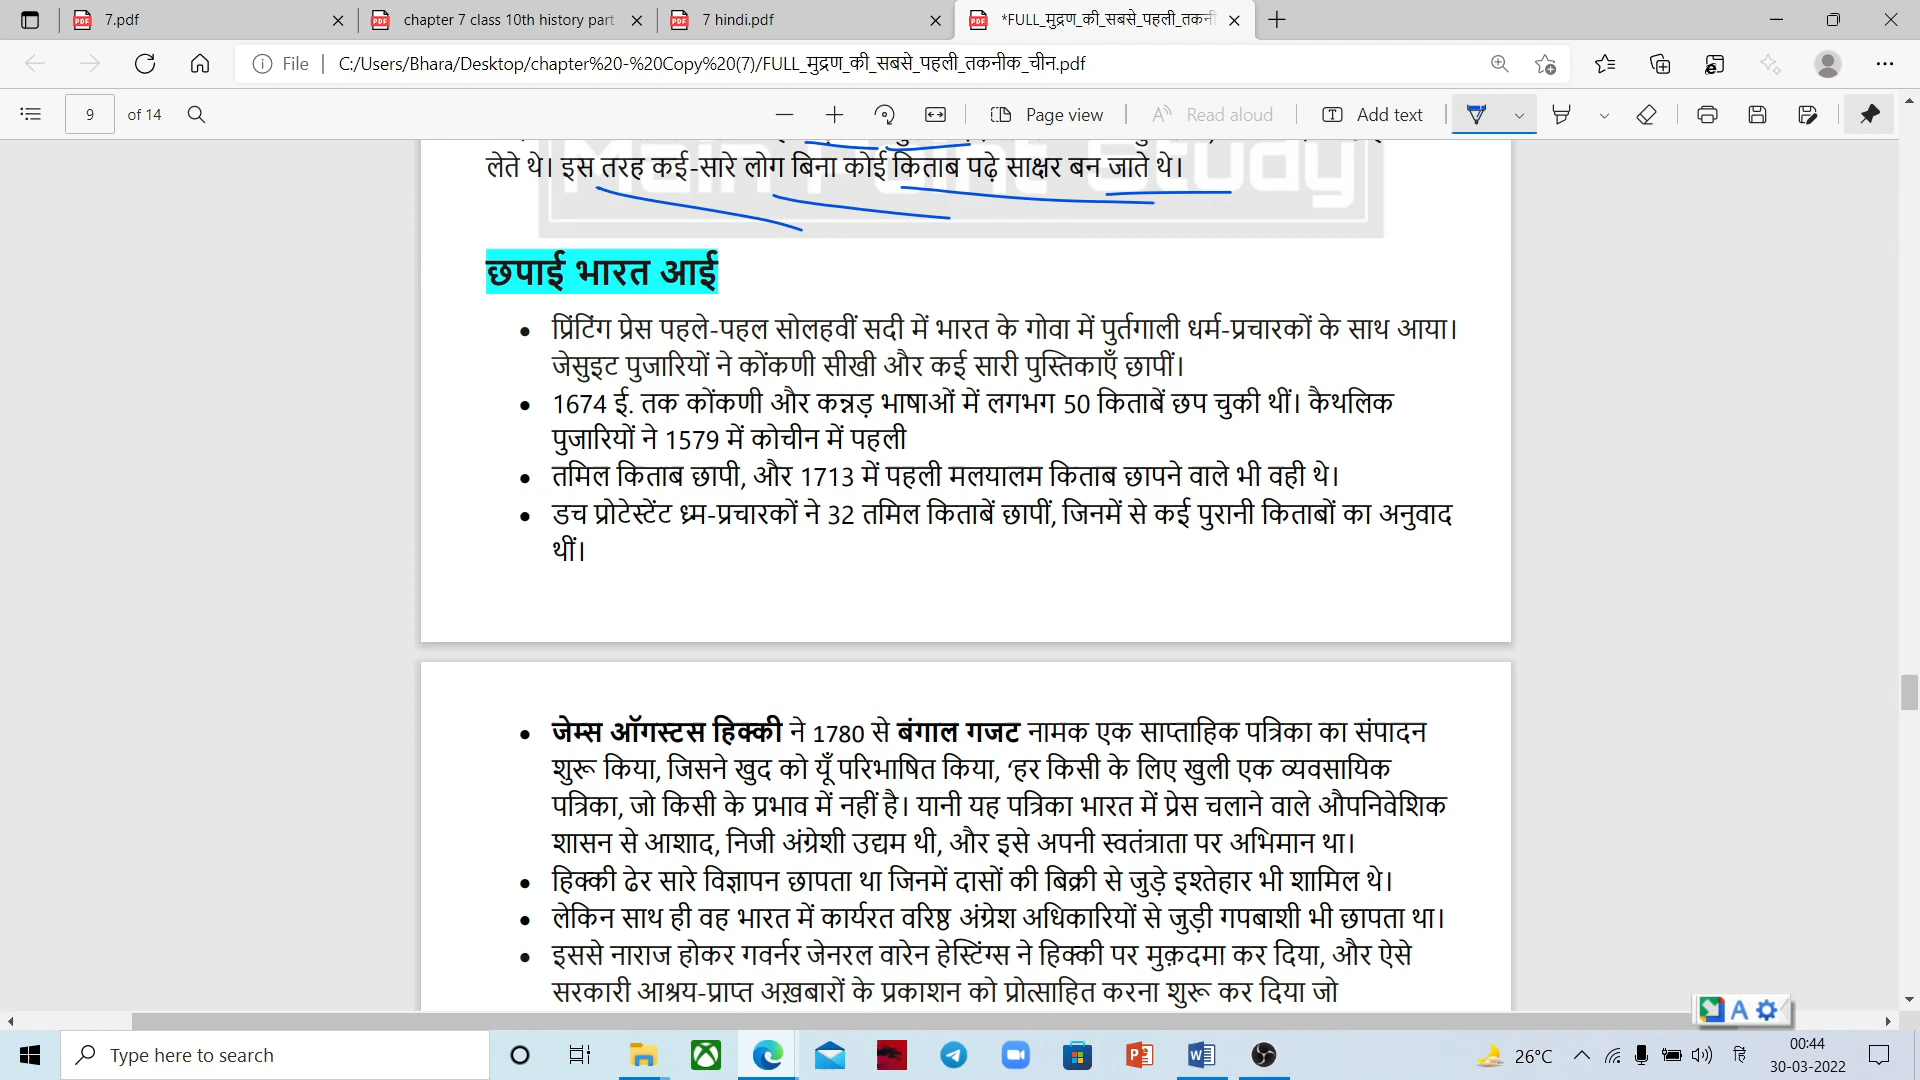 7.pdf
chapter 7 class 10th history part
7 hindi.pdf
*FULL_मुद्रण_की_सबसे_पहली_तकनी
File
C:/Users/Bhara/Desktop/chapter%20-%20Copy%20(7)/FULL_मुद्रण_की_सबसे_पहली_तकनीक_चीन.pdf
9 of 14
Page view
Read aloud
Add text
लेते थे। इस तरह कई-सारे लोग बिना कोई किताब पढ़े साक्षर बन जाते थे।
Main Point Study
छपाई भारत आई
• प्रिंटिंग प्रेस पहले-पहल सोलहवीं सदी में भारत के गोवा में पुर्तगाली धर्म-प्रचारकों के साथ आया।
जेसुइट पुजारियों ने कोंकणी सीखी और कई सारी पुस्तिकाएँ छापीं।
• 1674 ई. तक कोंकणी और कन्नड़ भाषाओं में लगभग 50 किताबें छप चुकी थीं। कैथलिक
पुजारियों ने 1579 में कोचीन में पहली
• तमिल किताब छापी, और 1713 में पहली मलयालम किताब छापने वाले भी वही थे।
• डच प्रोटेस्टेंट ध्र्म-प्रचारकों ने 32 तमिल किताबें छापीं, जिनमें से कई पुरानी किताबों का अनुवाद
थीं।
• जेम्स ऑगस्टस हिक्की ने 1780 से बंगाल गजट नामक एक साप्ताहिक पत्रिका का संपादन
शुरू किया, जिसने खुद को यूँ परिभाषित किया, ‘हर किसी के लिए खुली एक व्यवसायिक
पत्रिका, जो किसी के प्रभाव में नहीं है। यानी यह पत्रिका भारत में प्रेस चलाने वाले औपनिवेशिक
शासन से आशाद, निजी अंग्रेशी उद्यम थी, और इसे अपनी स्वतंत्राता पर अभिमान था।
• हिक्की ढेर सारे विज्ञापन छापता था जिनमें दासों की बिक्री से जुड़े इश्तेहार भी शामिल थे।
• लेकिन साथ ही वह भारत में कार्यरत वरिष्ठ अंग्रेश अधिकारियों से जुड़ी गपबाशी भी छापता था।
• इससे नाराज होकर गवर्नर जेनरल वारेन हेस्टिंग्स ने हिक्की पर मुक़दमा कर दिया, और ऐसे
सरकारी आश्रय-प्राप्त अख़बारों के प्रकाशन को प्रोत्साहित करना शुरू कर दिया जो
A
Type here to search
26°C
हि
00:44
30-03-2022